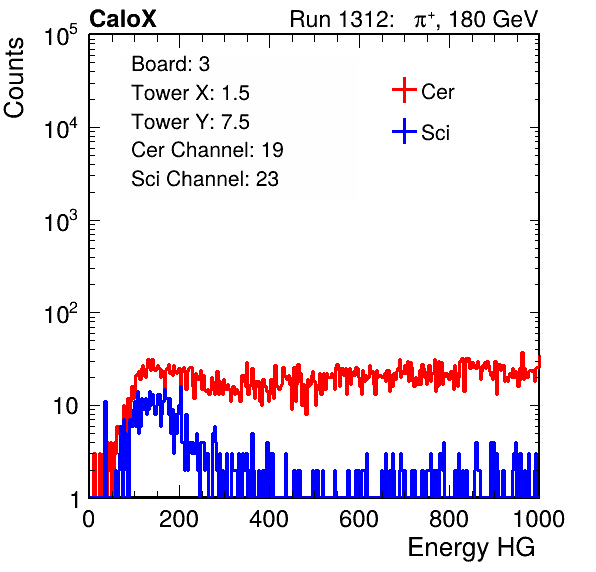 CaloX Run 1312: π⁺, 180 GeV
Counts
10⁵
10⁴
10³
10²
10
1
Board: 3
Tower X: 1.5
Tower Y: 7.5
Cer Channel: 19
Sci Channel: 23
Cer
Sci
0 200 400 600 800 1000
Energy HG